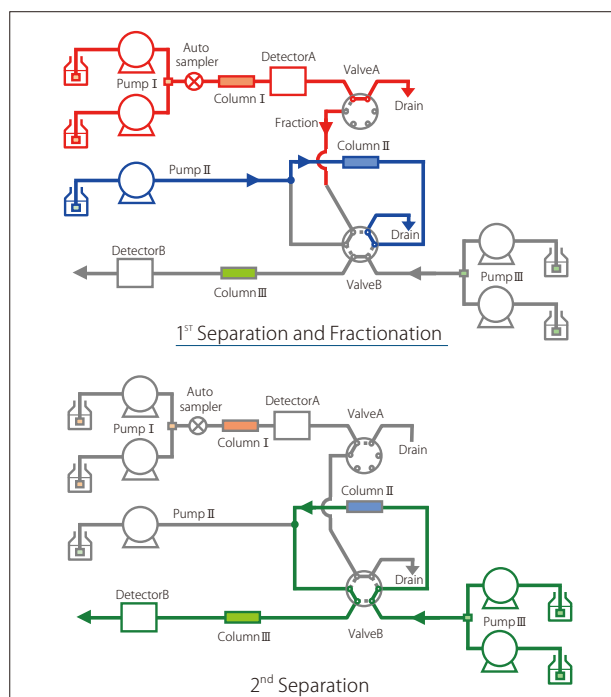 Auto
sampler
DetectorA
ValveA
Pump Ⅰ
Column Ⅰ
Drain
Fraction
Column Ⅱ
Pump Ⅱ
Drain
DetectorB
Column Ⅲ
ValveB
Pump Ⅲ
1ST Separation and Fractionation
Auto
sampler
DetectorA
ValveA
Pump Ⅰ
Column Ⅰ
Drain
Column Ⅱ
Pump Ⅱ
Drain
DetectorB
Column Ⅲ
ValveB
Pump Ⅲ
2nd Separation